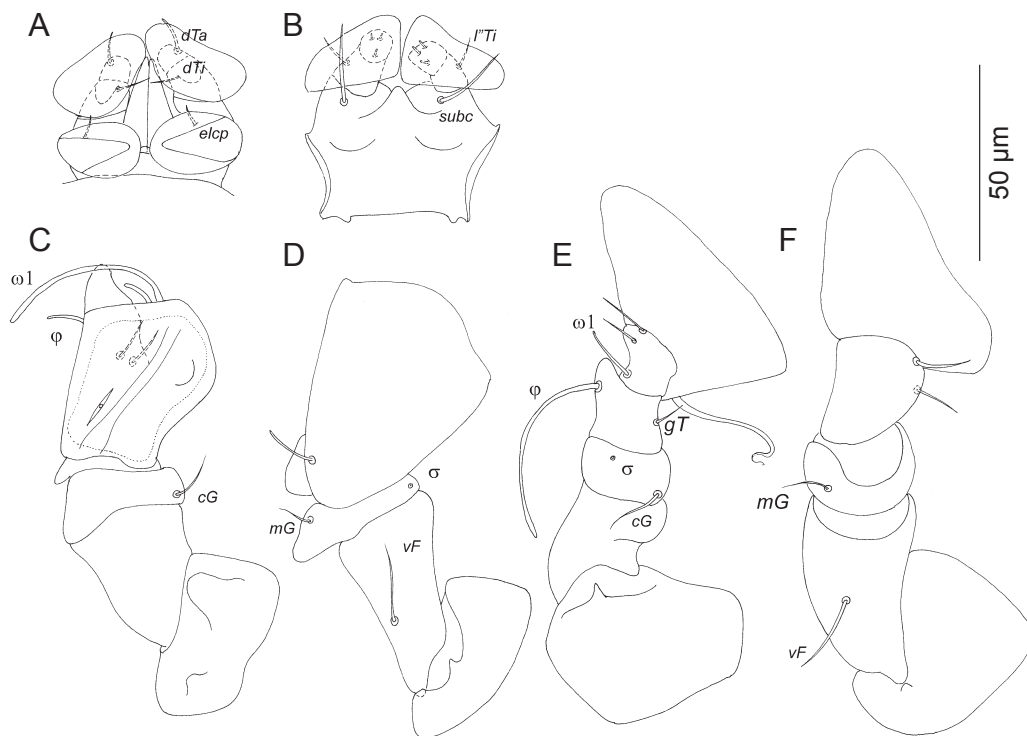 A
dTa
dTi
elcp
B
l”Ti
subc
50 µm
C
ω1
φ
cG
D
σ
mG
vF
E
ω1
φ
gT
σ
cG
F
mG
vF